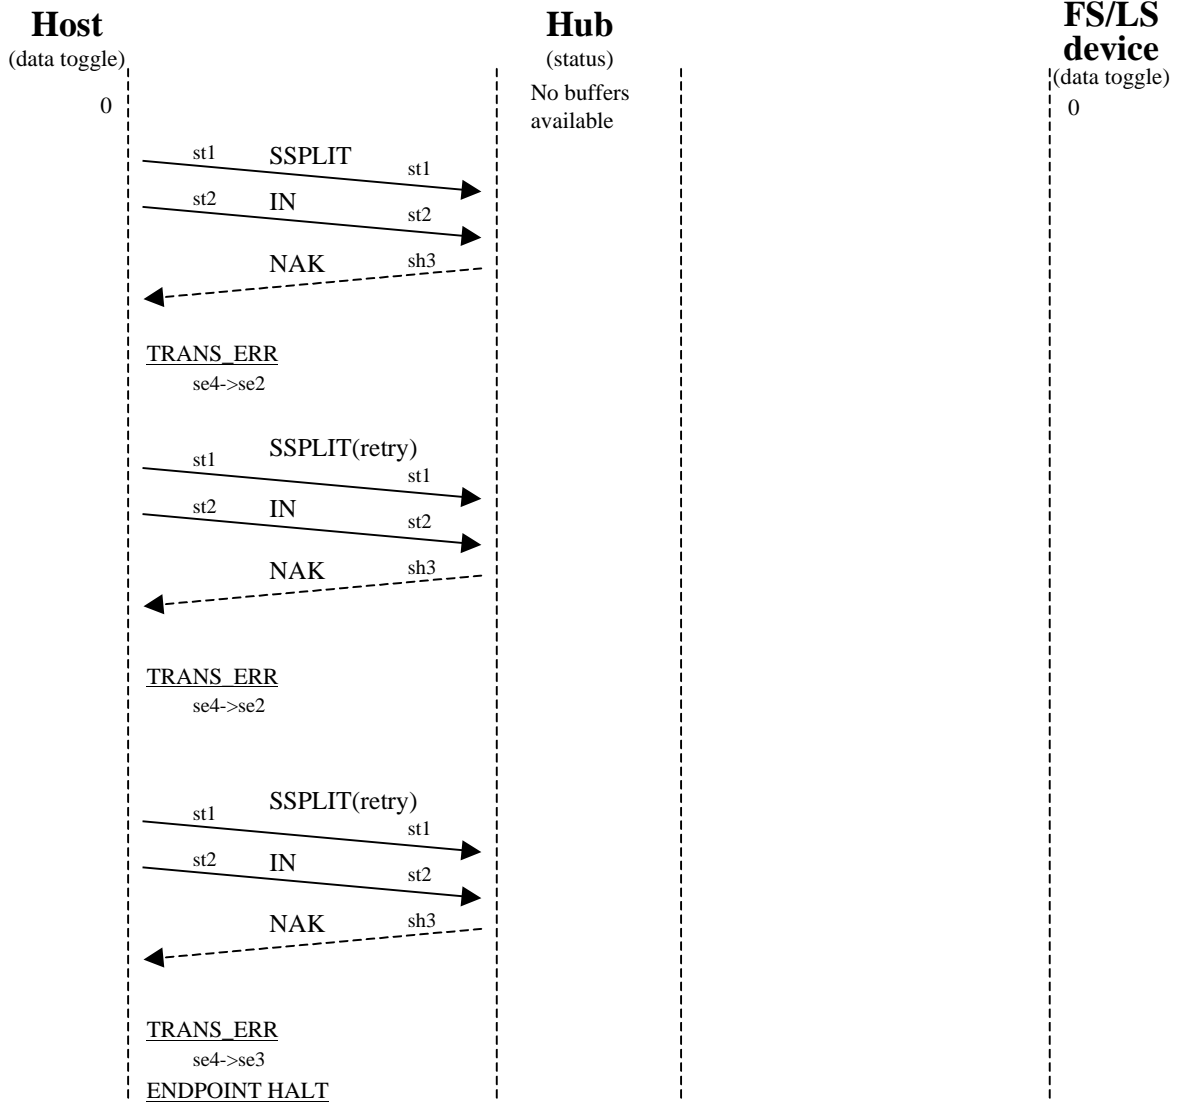 Host
(data toggle)
Hub
(status)
FS/LS
device
(data toggle)
0
No buffers
available
0
st1 SSPLIT st1
st2 IN st2
NAK sh3
TRANS_ERR
se4->se2
SSPLIT(retry)
st1 st1
st2 IN st2
NAK sh3
TRANS_ERR
se4->se2
SSPLIT(retry)
st1 st1
st2 IN st2
NAK sh3
TRANS_ERR
se4->se3
ENDPOINT HALT